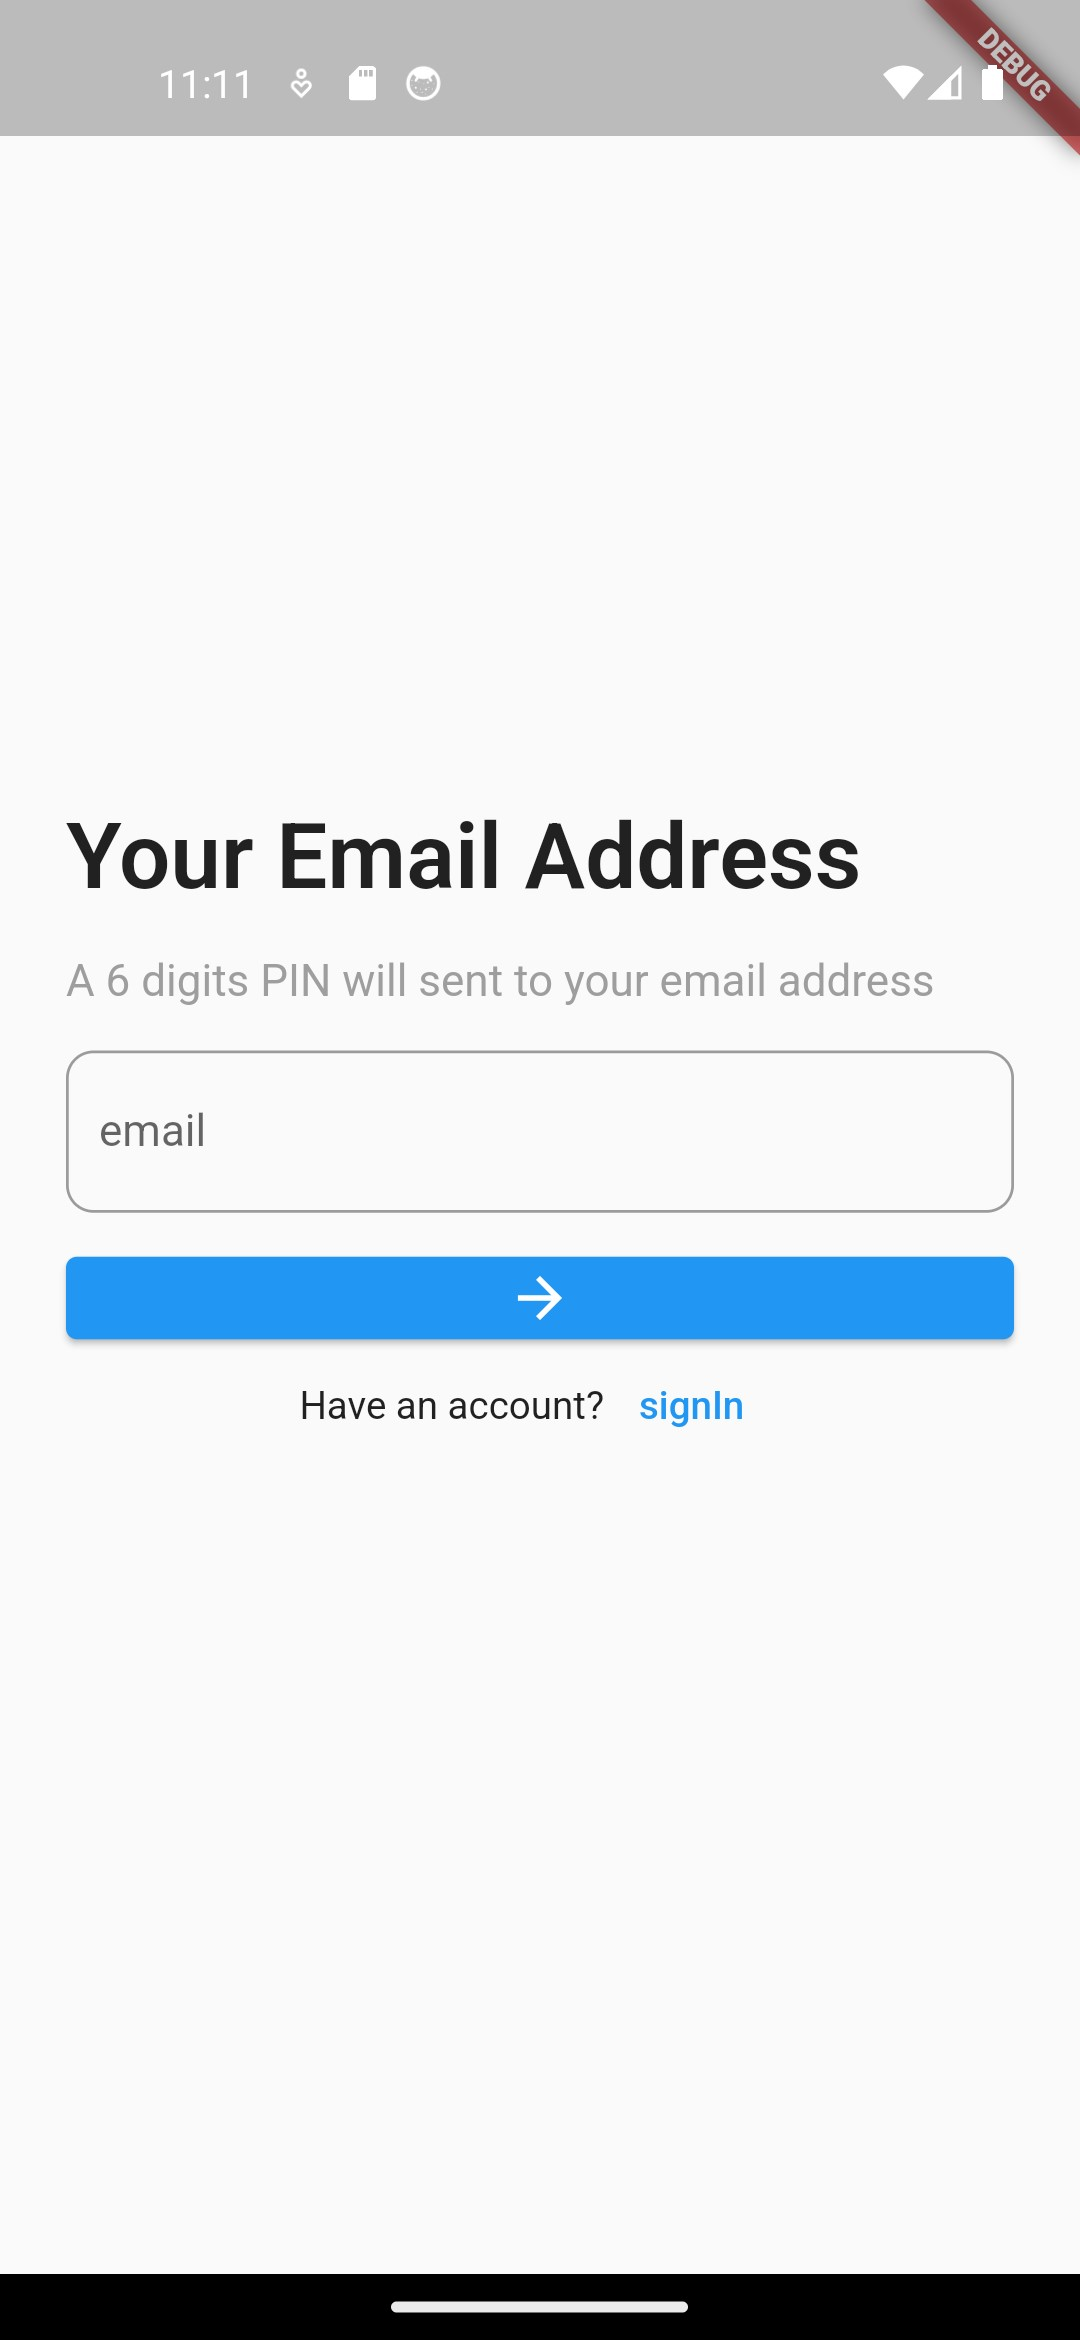 11:11
DEBUG
Your Email Address
A 6 digits PIN will sent to your email address
email
Have an account? signIn